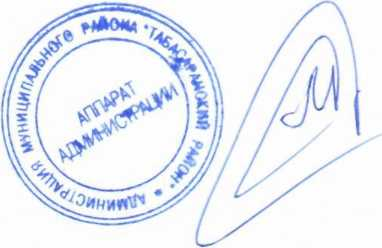 АДМИНИСТРАЦИЯ МУНИЦИПАЛЬНОГО РАЙОНА "ТАБАСАРАНСКИЙ РАЙОН" *
АППАРАТ
АДМИНИСТРАЦИИ